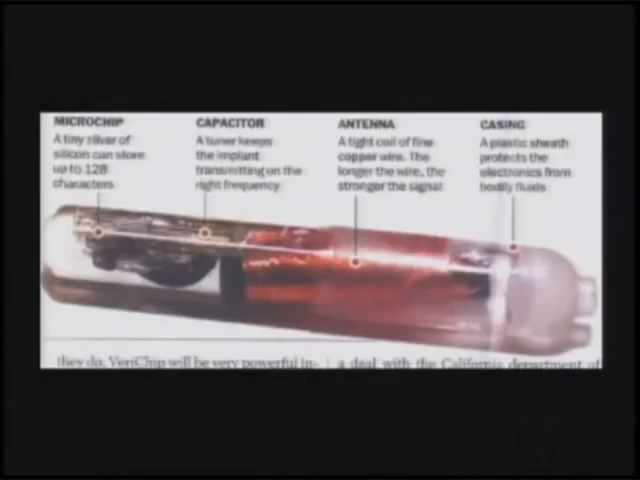 MICROCHIP
A tiny sliver of
silicon can store
up to 128
characters
CAPACITOR
A tuner keeps
the implant
transmitting on the
right frequency
ANTENNA
A tight coil of fine
copper wire. The
longer the wire, the
stronger the signal
CASING
A plastic sheath
protects the
electronics from
bodily fluids
they do, VeriChip will be very powerful in-
a deal with the California department of